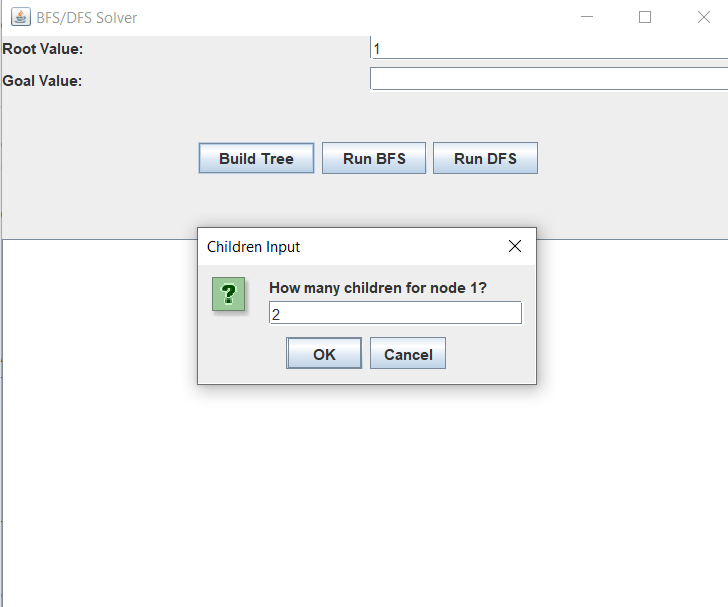 BFS/DFS Solver
Root Value:
1
Goal Value:
Build Tree
Run BFS
Run DFS
Children Input
?
How many children for node 1?
2
OK
Cancel